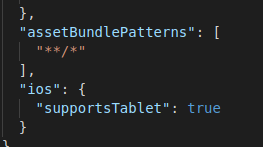 },
"assetBundlePatterns": [
"**/*"
],
"ios": {
"supportsTablet": true
}
}